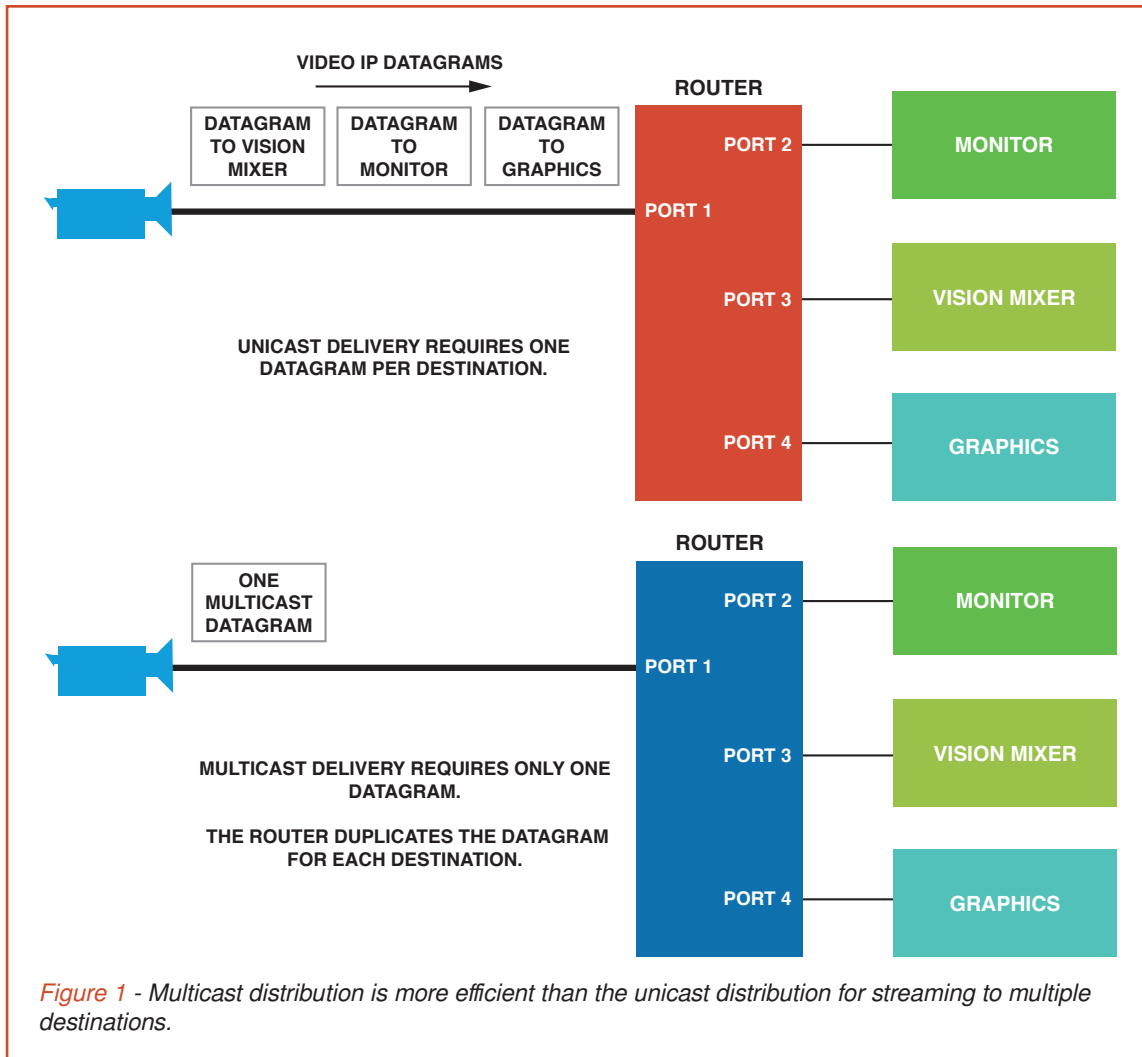 VIDEO IP DATAGRAMS
DATAGRAM
TO VISION
MIXER
DATAGRAM
TO
MONITOR
DATAGRAM
TO
GRAPHICS
ROUTER
PORT 1
PORT 2
PORT 3
PORT 4
MONITOR
VISION MIXER
GRAPHICS
UNICAST DELIVERY REQUIRES ONE
DATAGRAM PER DESTINATION.
ONE
MULTICAST
DATAGRAM
ROUTER
PORT 1
PORT 2
PORT 3
PORT 4
MONITOR
VISION MIXER
GRAPHICS
MULTICAST DELIVERY REQUIRES ONLY ONE
DATAGRAM.
THE ROUTER DUPLICATES THE DATAGRAM
FOR EACH DESTINATION.
Figure 1 - Multicast distribution is more efficient than the unicast distribution for streaming to multiple
destinations.